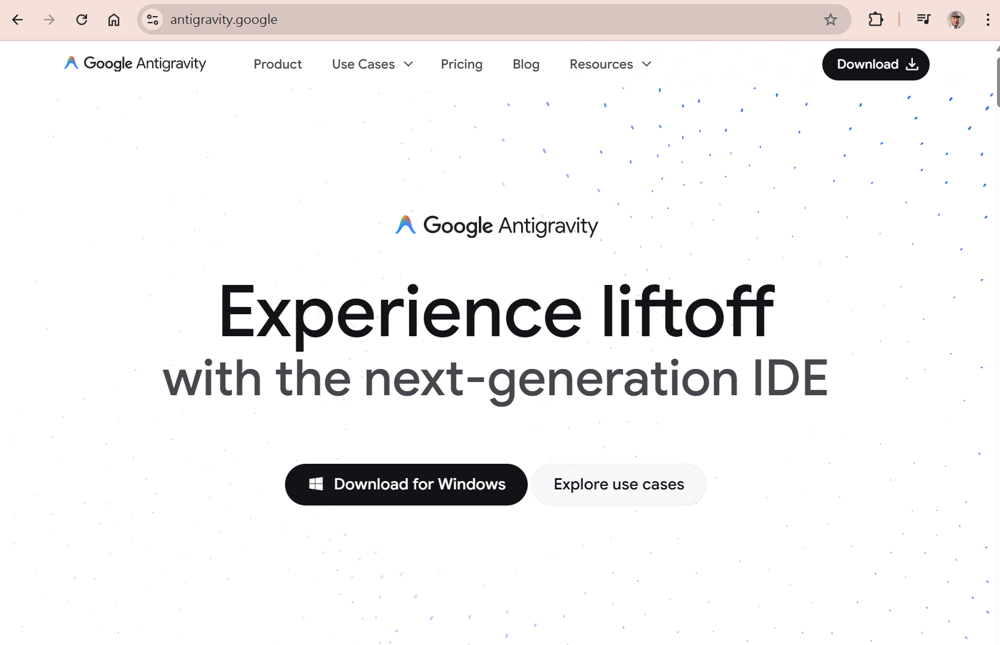 antigravity.google
Google Antigravity
Product
Use Cases
Pricing
Blog
Resources
Download
Google Antigravity
Experience liftoff
with the next-generation IDE
Download for Windows
Explore use cases